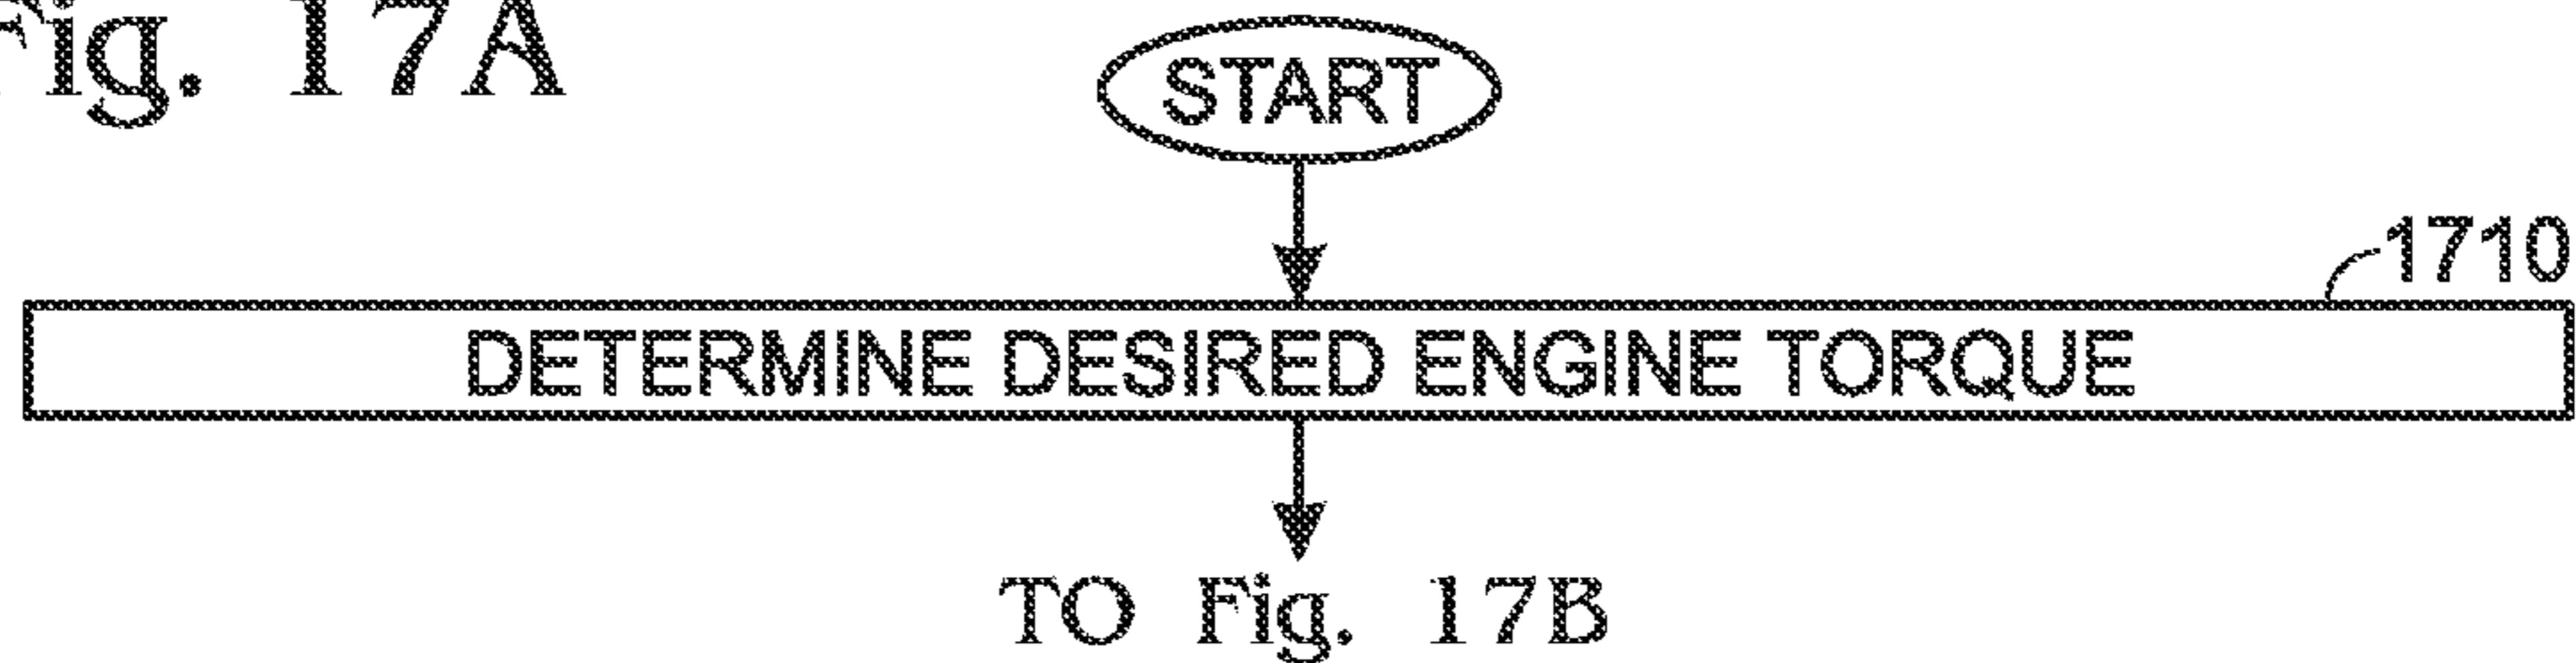 Fig. 17A
START
1710
DETERMINE DESIRED ENGINE TORQUE
TO Fig. 17B